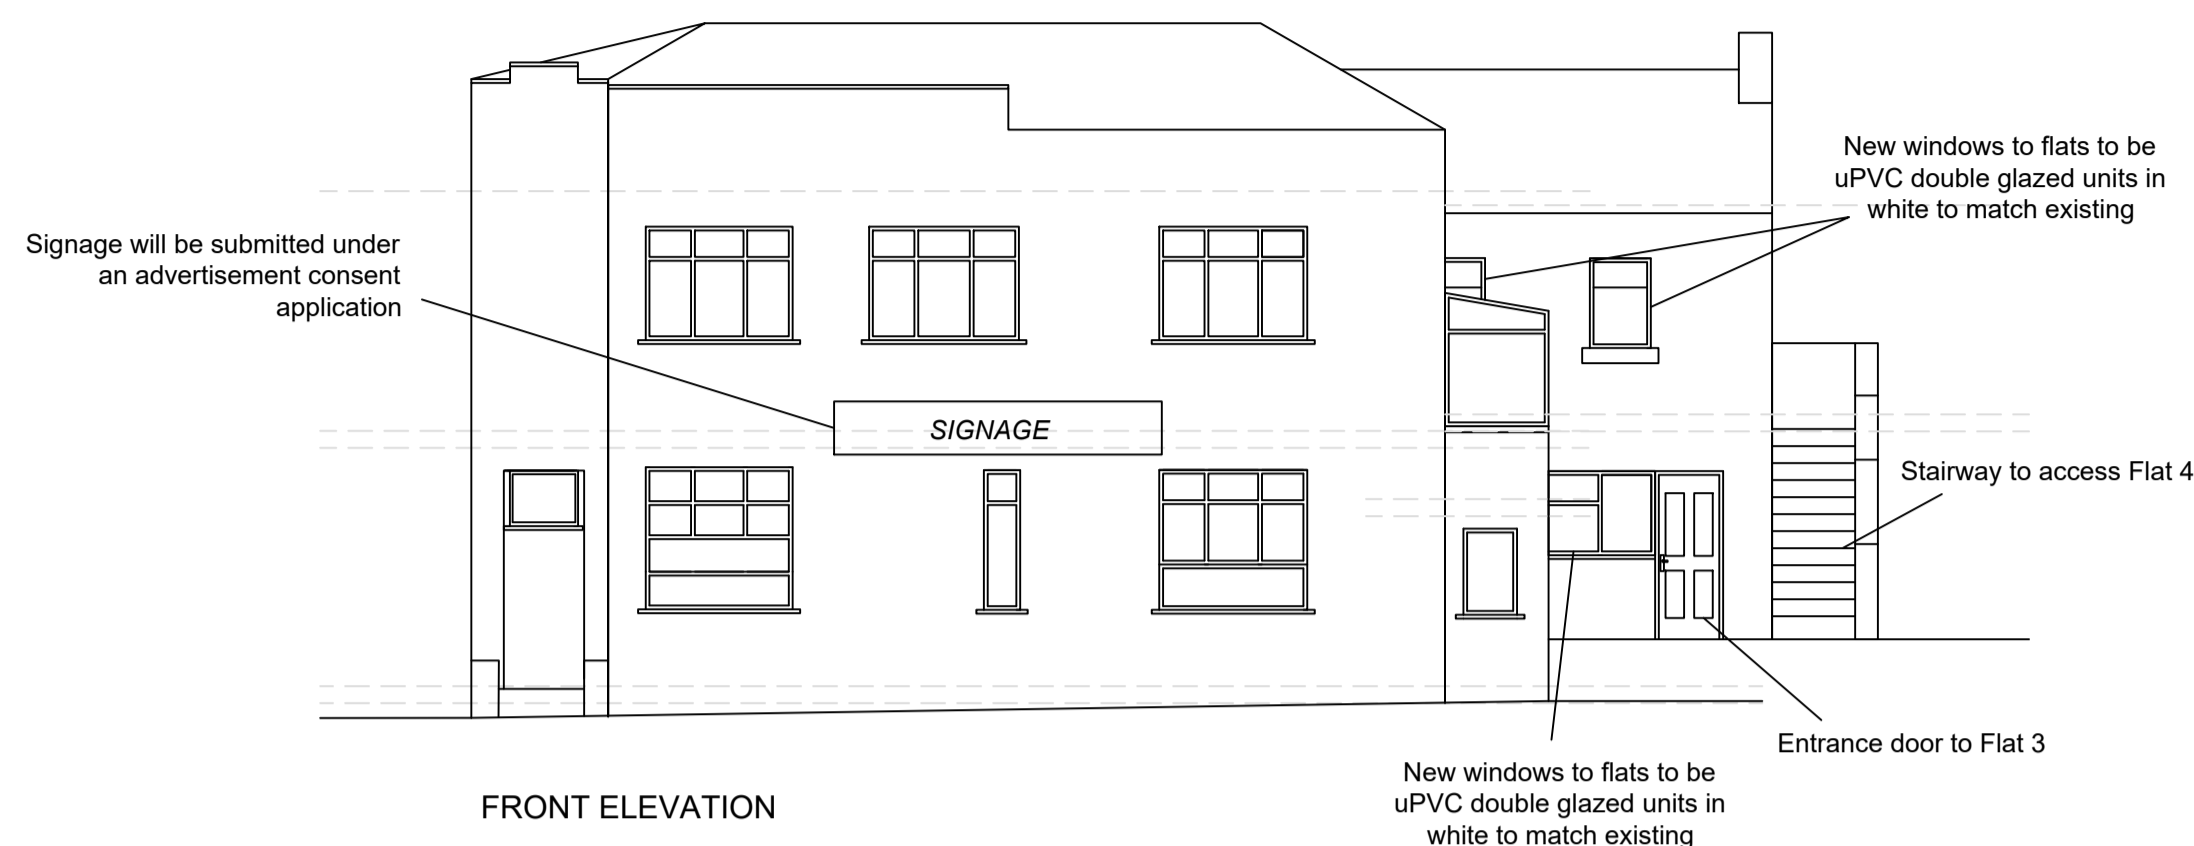 New windows to flats to be
uPVC double glazed units in
white to match existing
Signage will be submitted under
an advertisement consent
application
SIGNAGE
Stairway to access Flat 4
Entrance door to Flat 3
New windows to flats to be
uPVC double glazed units in
white to match existing
FRONT ELEVATION